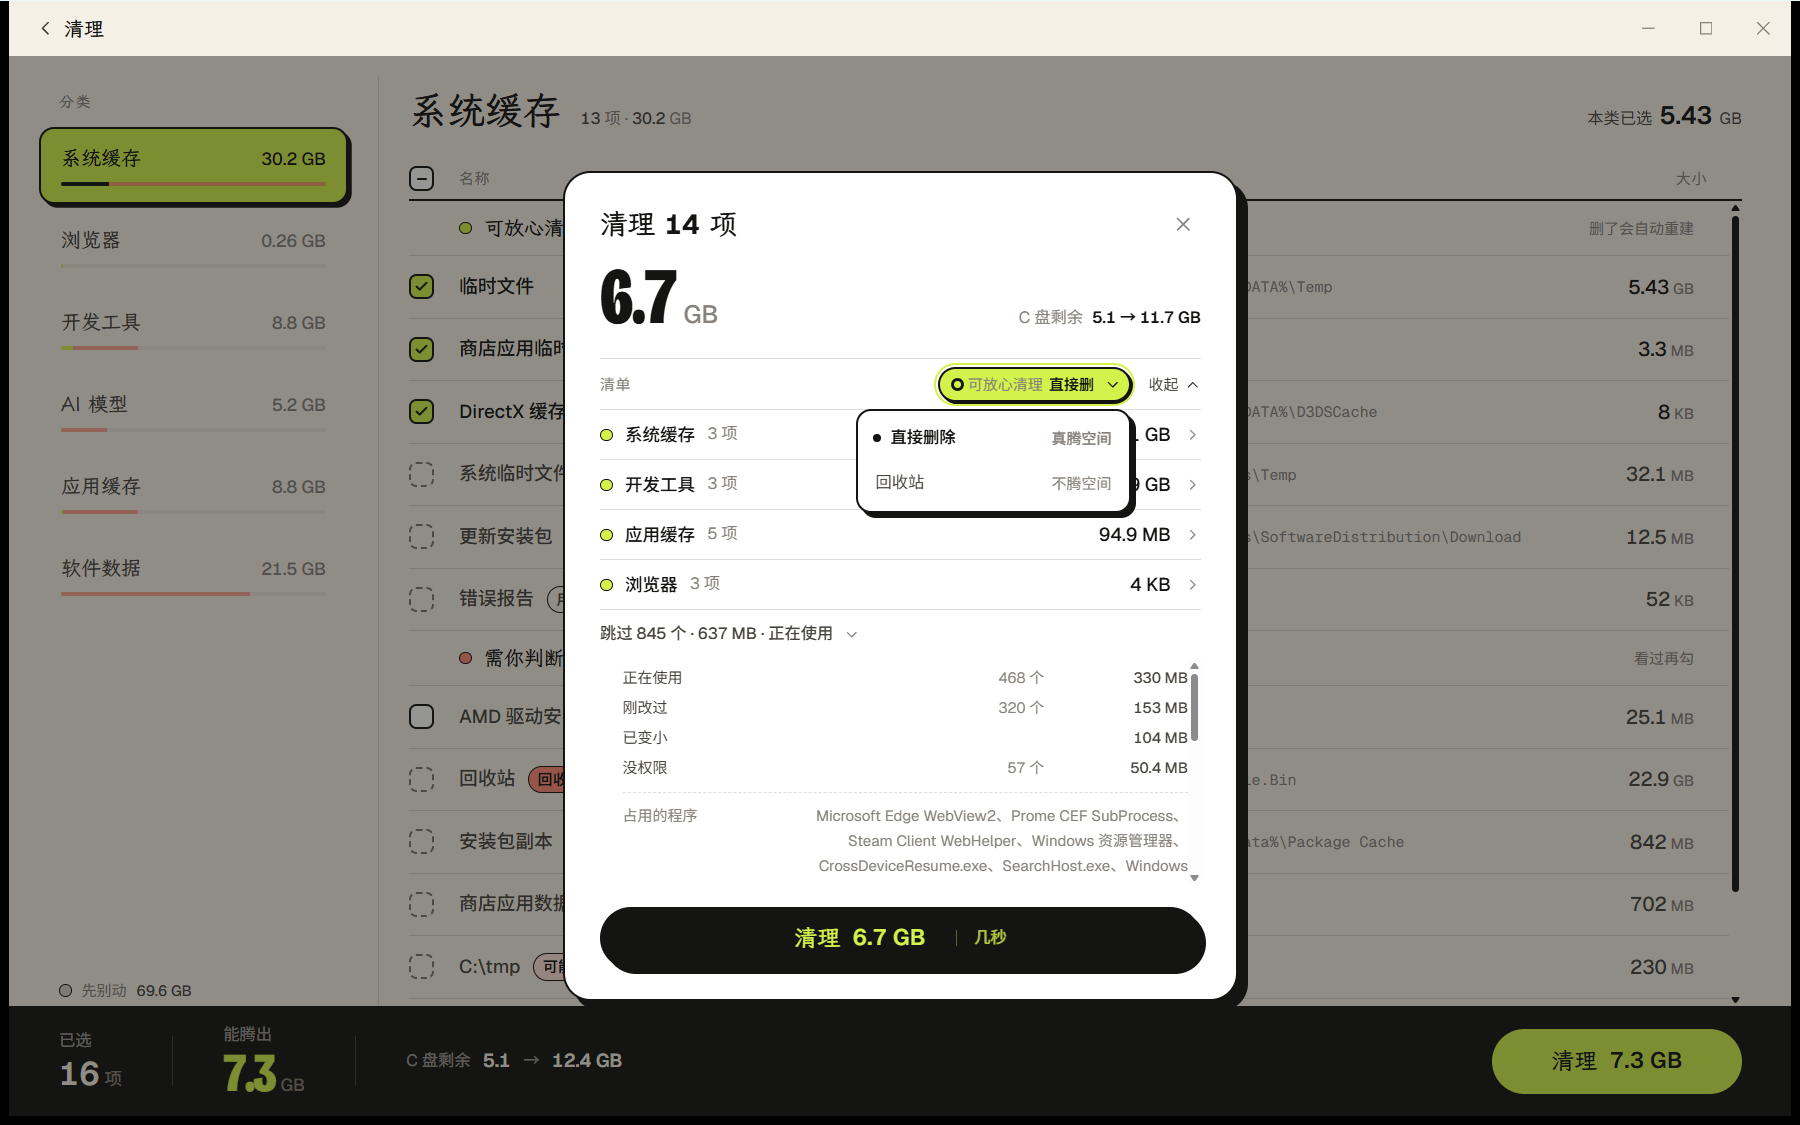 清理
分类
系统缓存 30.2 GB
浏览器 0.26 GB
开发工具 8.8 GB
AI 模型 5.2 GB
应用缓存 8.8 GB
软件数据 21.5 GB
先别动 69.6 GB
系统缓存 13 项 · 30.2 GB
本类已选 5.43 GB
名称 大小
可放心清 删了会自动重建
临时文件 DATA%\Temp 5.43 GB
商店应用临时 3.3 MB
DirectX 缓存 DATA%\D3DSCache 8 KB
系统临时文件 s\Temp 32.1 MB
更新安装包 s\SoftwareDistribution\Download 12.5 MB
错误报告 52 KB
需你判断 看过再勾
AMD 驱动安 25.1 MB
回收站 回收 le.Bin 22.9 GB
安装包副本 ata%\Package Cache 842 MB
商店应用数据 702 MB
C:\tmp 可能 230 MB
清理 14 项
6.7 GB
C 盘剩余 5.1 → 11.7 GB
清单 可放心清理 直接删 收起
直接删除 真腾空间
回收站 不腾空间
系统缓存 3 项 GB
开发工具 3 项 9 GB
应用缓存 5 项 94.9 MB
浏览器 3 项 4 KB
跳过 845 个 · 637 MB · 正在使用
正在使用 468 个 330 MB
刚改过 320 个 153 MB
已变小 104 MB
没权限 57 个 50.4 MB
占用的程序 Microsoft Edge WebView2、Prome CEF SubProcess、
Steam Client WebHelper、Windows 资源管理器、
CrossDeviceResume.exe、SearchHost.exe、Windows
清理 6.7 GB 几秒
已选
16 项
能腾出
7.3 GB
C 盘剩余 5.1 → 12.4 GB
清理 7.3 GB